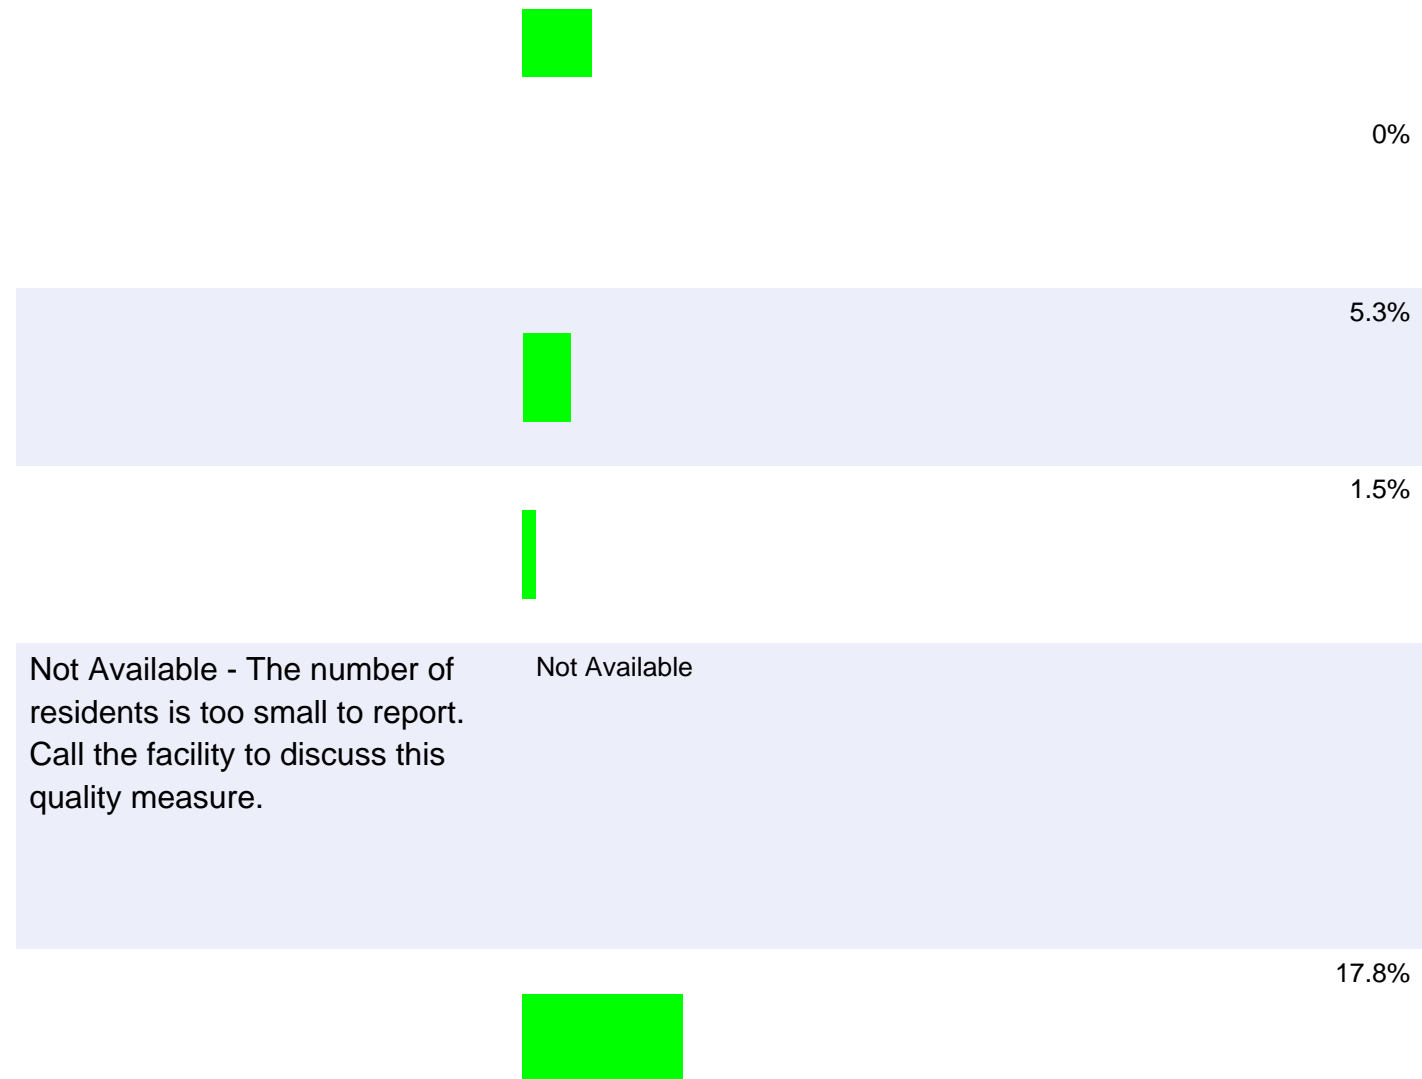 0%
5.3%
1.5%
Not Available - The number of
residents is too small to report.
Call the facility to discuss this
quality measure.
Not Available
17.8%